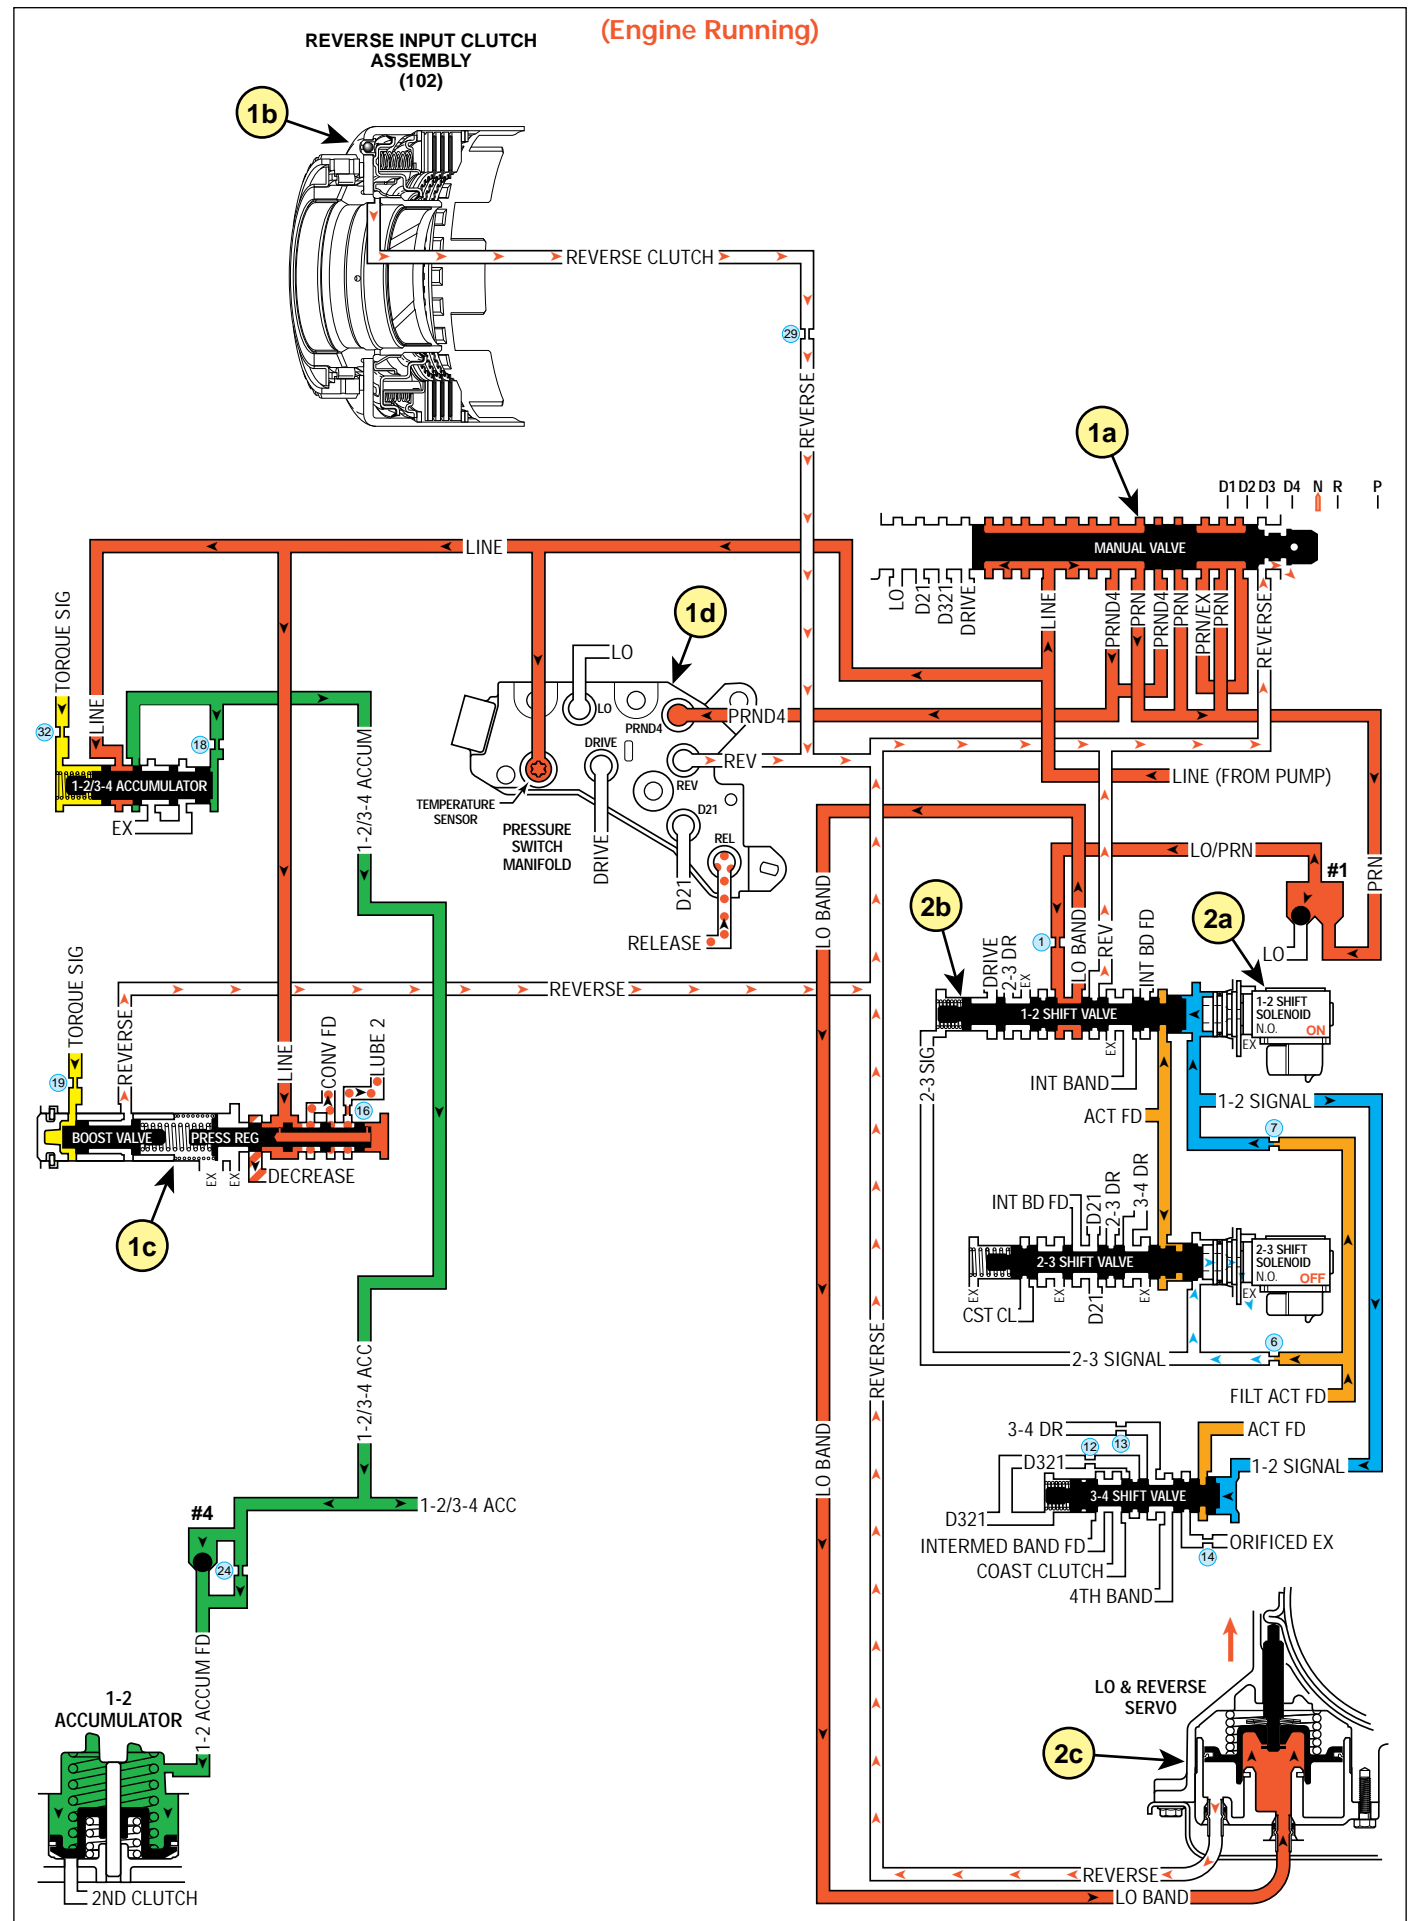 (Engine Running)
REVERSE INPUT CLUTCH
ASSEMBLY
(102)
1b
REVERSE CLUTCH
29
REVERSE
1a
D1 D2 D3 D4 N R P
MANUAL VALVE
LO
D21
D321
DRIVE
LINE
PRND4
PRN
PRND4
PRN
PRN/EX
PRN
REVERSE
LINE
1d
TORQUE SIG
32
LINE
18
1-2/3-4 ACCUMULATOR
EX
1-2/3-4 ACCUM
LO
LO
PRND4
PRND4
DRIVE
REV
REV
TEMPERATURE
SENSOR
PRESSURE
SWITCH
MANIFOLD
DRIVE
D21
D21
REL
RELEASE
LINE (FROM PUMP)
LO/PRN
#1
PRN
LO
LO BAND
2b
2a
1
DRIVE
2-3 DR
EX
LO BAND
REV
INT BD FD
1-2 SHIFT VALVE
1-2 SHIFT
SOLENOID
N.O. ON
EX
EX
INT BAND
2-3 SIG
REVERSE
TORQUE SIG
19
REVERSE
LINE
CONV FD
LUBE 2
16
BOOST VALVE
PRESS REG
EX
EX
DECREASE
1c
ACT FD
1-2 SIGNAL
7
INT BD FD
D21
2-3 DR
3-4 DR
2-3 SHIFT VALVE
2-3 SHIFT
SOLENOID
N.O. OFF
EX
EX
EX
EX
CST CL
D21
2-3 SIGNAL
6
FILT ACT FD
1-2/3-4 ACC
REVERSE
LO BAND
3-4 DR
13
12
D321
ACT FD
1-2 SIGNAL
3-4 SHIFT VALVE
D321
INTERMED BAND FD
COAST CLUTCH
4TH BAND
ORIFICED EX
14
1-2/3-4 ACC
#4
24
1-2 ACCUM FD
1-2
ACCUMULATOR
2ND CLUTCH
LO & REVERSE
SERVO
2c
REVERSE
LO BAND